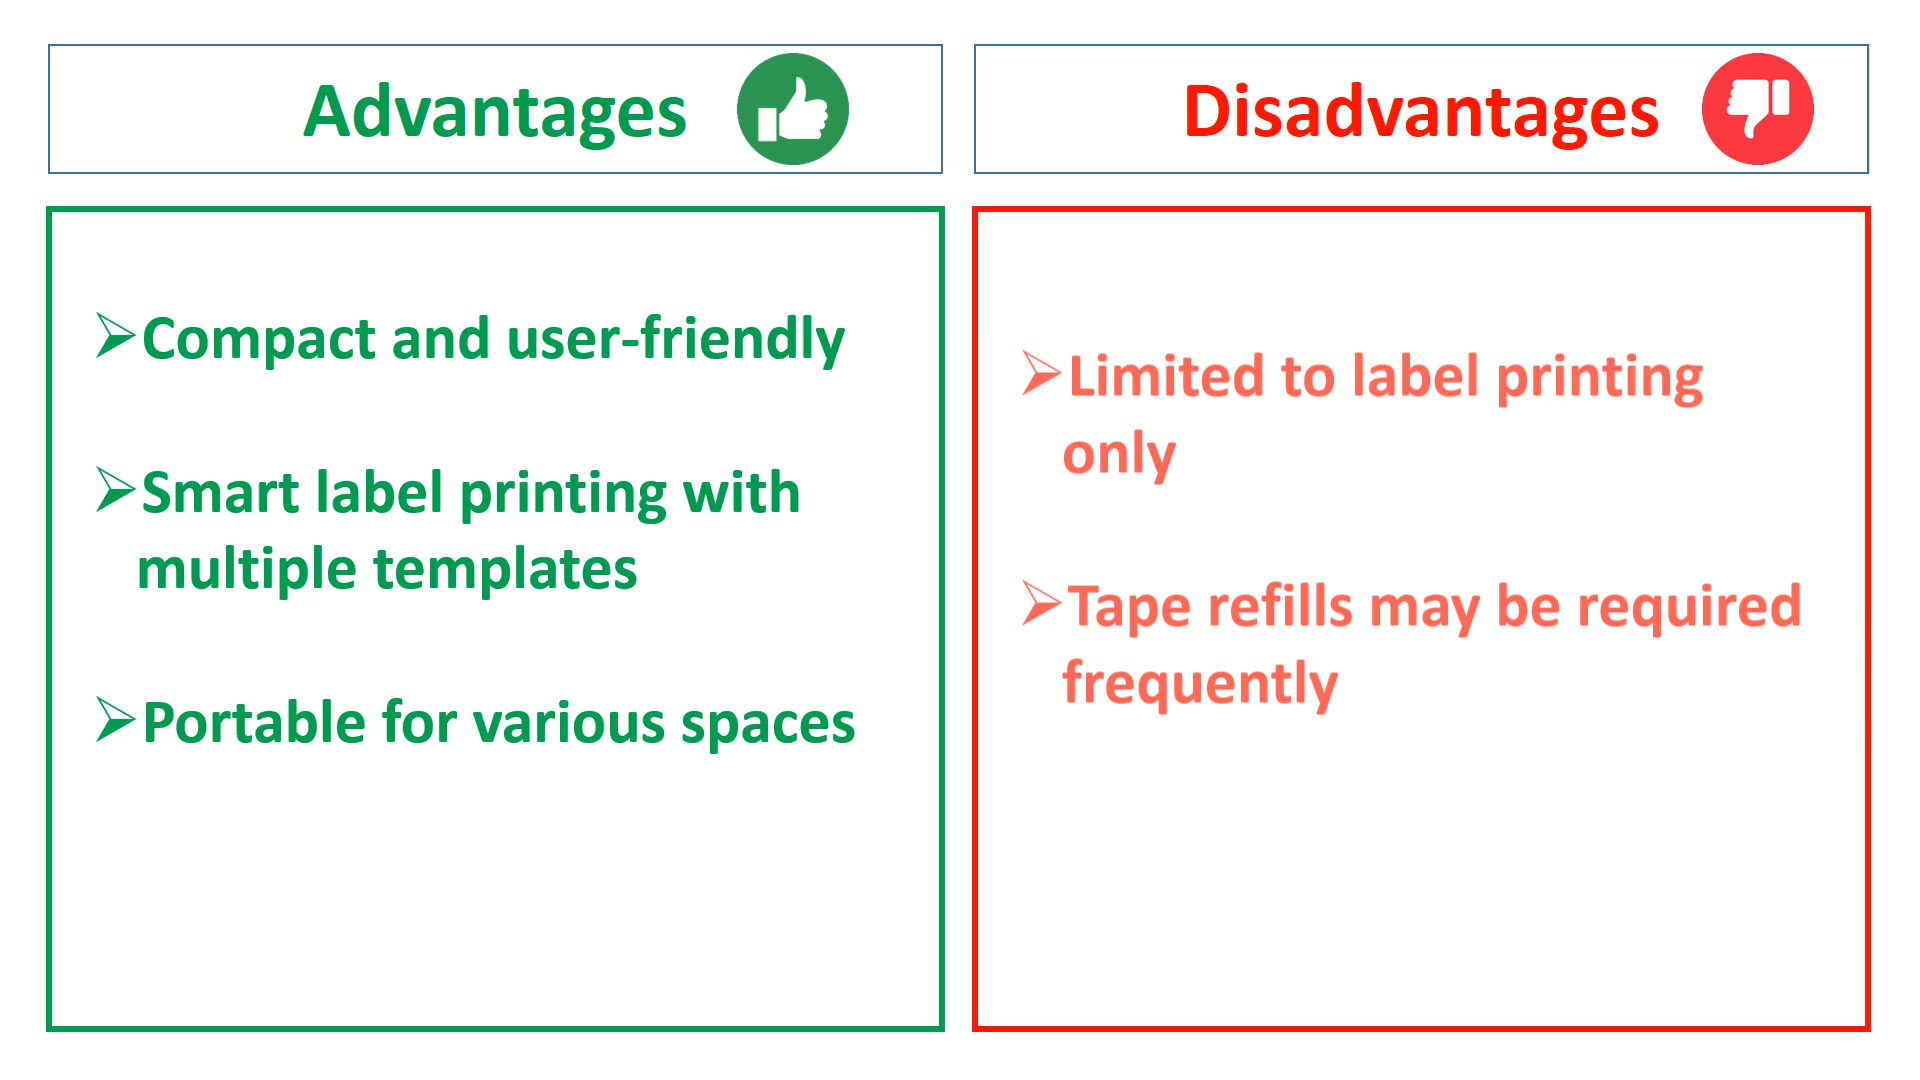 Advantages
Compact and user-friendly
Smart label printing with
multiple templates
Portable for various spaces
Disadvantages
Limited to label printing
only
Tape refills may be required
frequently